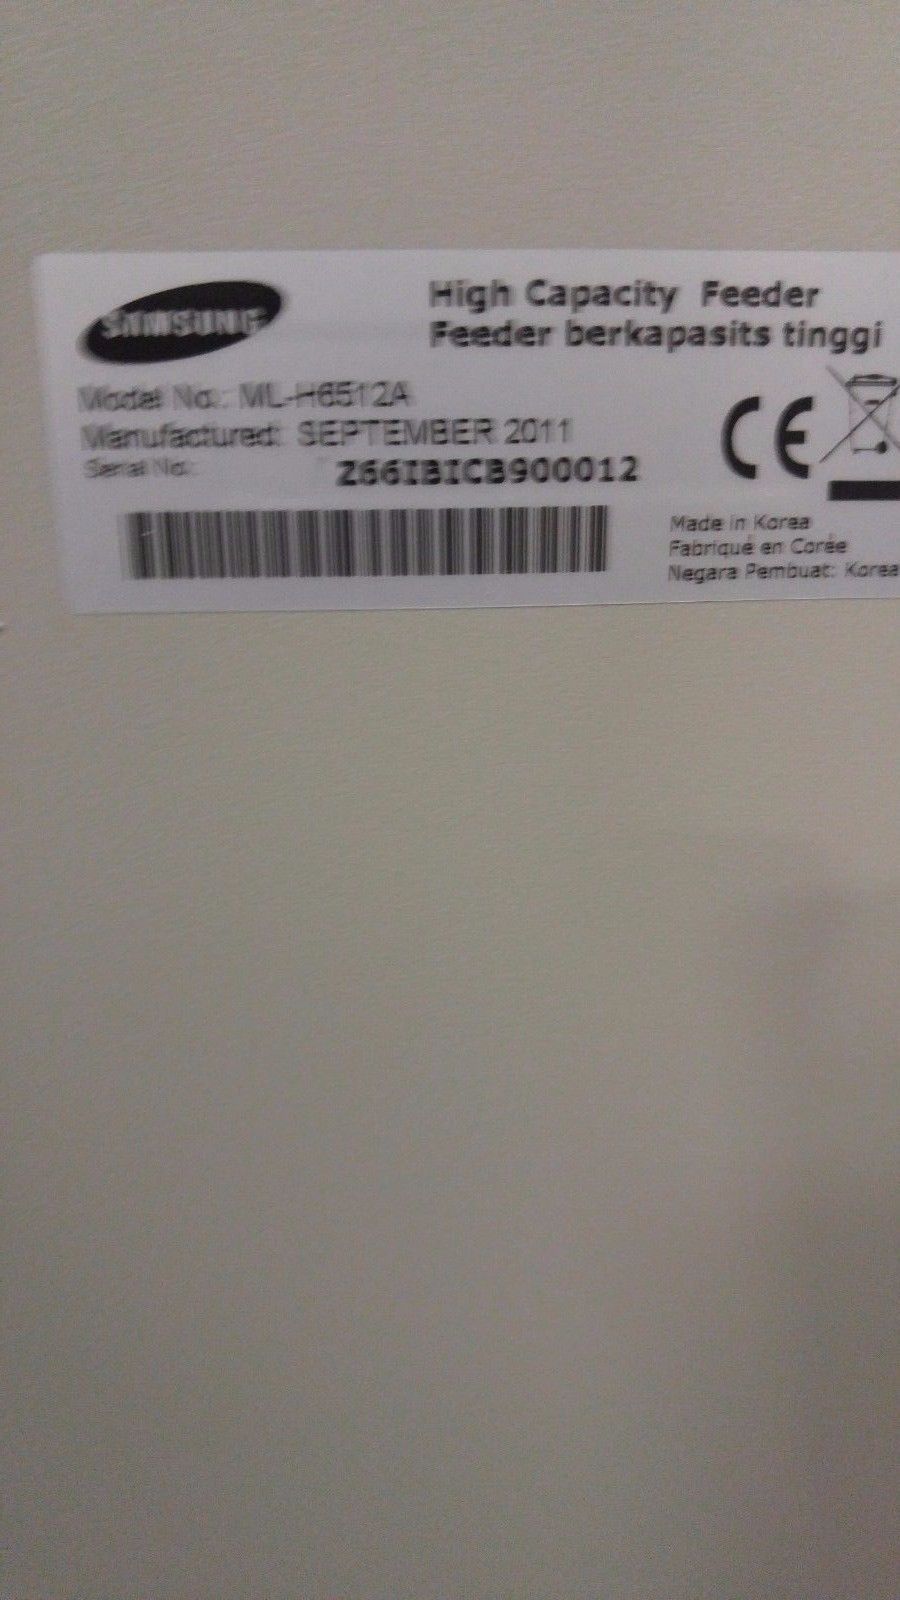 SAMSUNG
High Capacity Feeder
Feeder berkapasits tinggi
Model No.: ML-H6512A
Manufactured: SEPTEMBER 2011
Serial No.: Z66IBICB900012
CE
Made in Korea
Fabriqué en Corée
Negara Pembuat: Korea